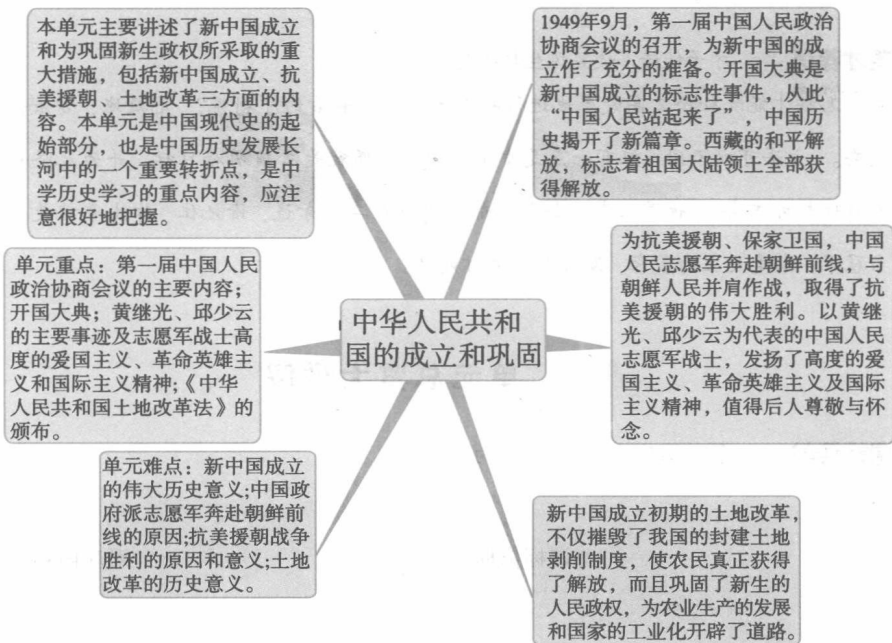 本单元主要讲述了新中国成立
和为巩固新生政权所采取的重
大措施，包括新中国成立、抗
美援朝、土地改革三方面的内
容。本单元是中国现代史的起
始部分，也是中国历史发展长
河中的一个重要转折点，是中
学历史学习的重点内容，应注
意很好地把握。
单元重点：第一届中国人民
政治协商会议的主要内容；
开国大典；黄继光、邱少云
的主要事迹及志愿军战士高
度的爱国主义、革命英雄主
义和国际主义精神；《中华
人民共和国土地改革法》的
颁布。
单元难点：新中国成立
的伟大历史意义;中国政
府派志愿军奔赴朝鲜前
线的原因;抗美援朝战争
胜利的原因和意义;土地
改革的历史意义。
中华人民共和
国的成立和巩固
1949年9月，第一届中国人民政治
协商会议的召开，为新中国的成
立作了充分的准备。开国大典是
新中国成立的标志性事件，从此
“中国人民站起来了”，中国历
史揭开了新篇章。西藏的和平解
放，标志着祖国大陆领土全部获
得解放。
为抗美援朝、保家卫国，中国
人民志愿军奔赴朝鲜前线，与
朝鲜人民并肩作战，取得了抗
美援朝的伟大胜利。以黄继
光、邱少云为代表的中国人民
志愿军战士，发扬了高度的爱
国主义、革命英雄主义及国际
主义精神，值得后人尊敬与怀
念。
新中国成立初期的土地改革，
不仅摧毁了我国的封建土地
剥削制度，使农民真正获得
了解放，而且巩固了新生的
人民政权，为农业生产的发展
和国家的工业化开辟了道路。